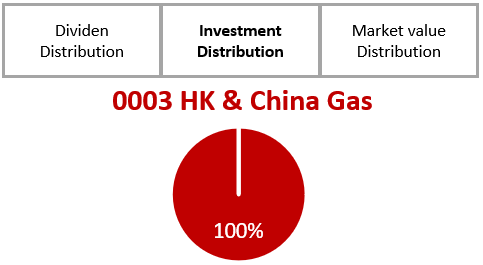 Dividen
Distribution
Investment
Distribution
Market value
Distribution
0003 HK & China Gas
100%